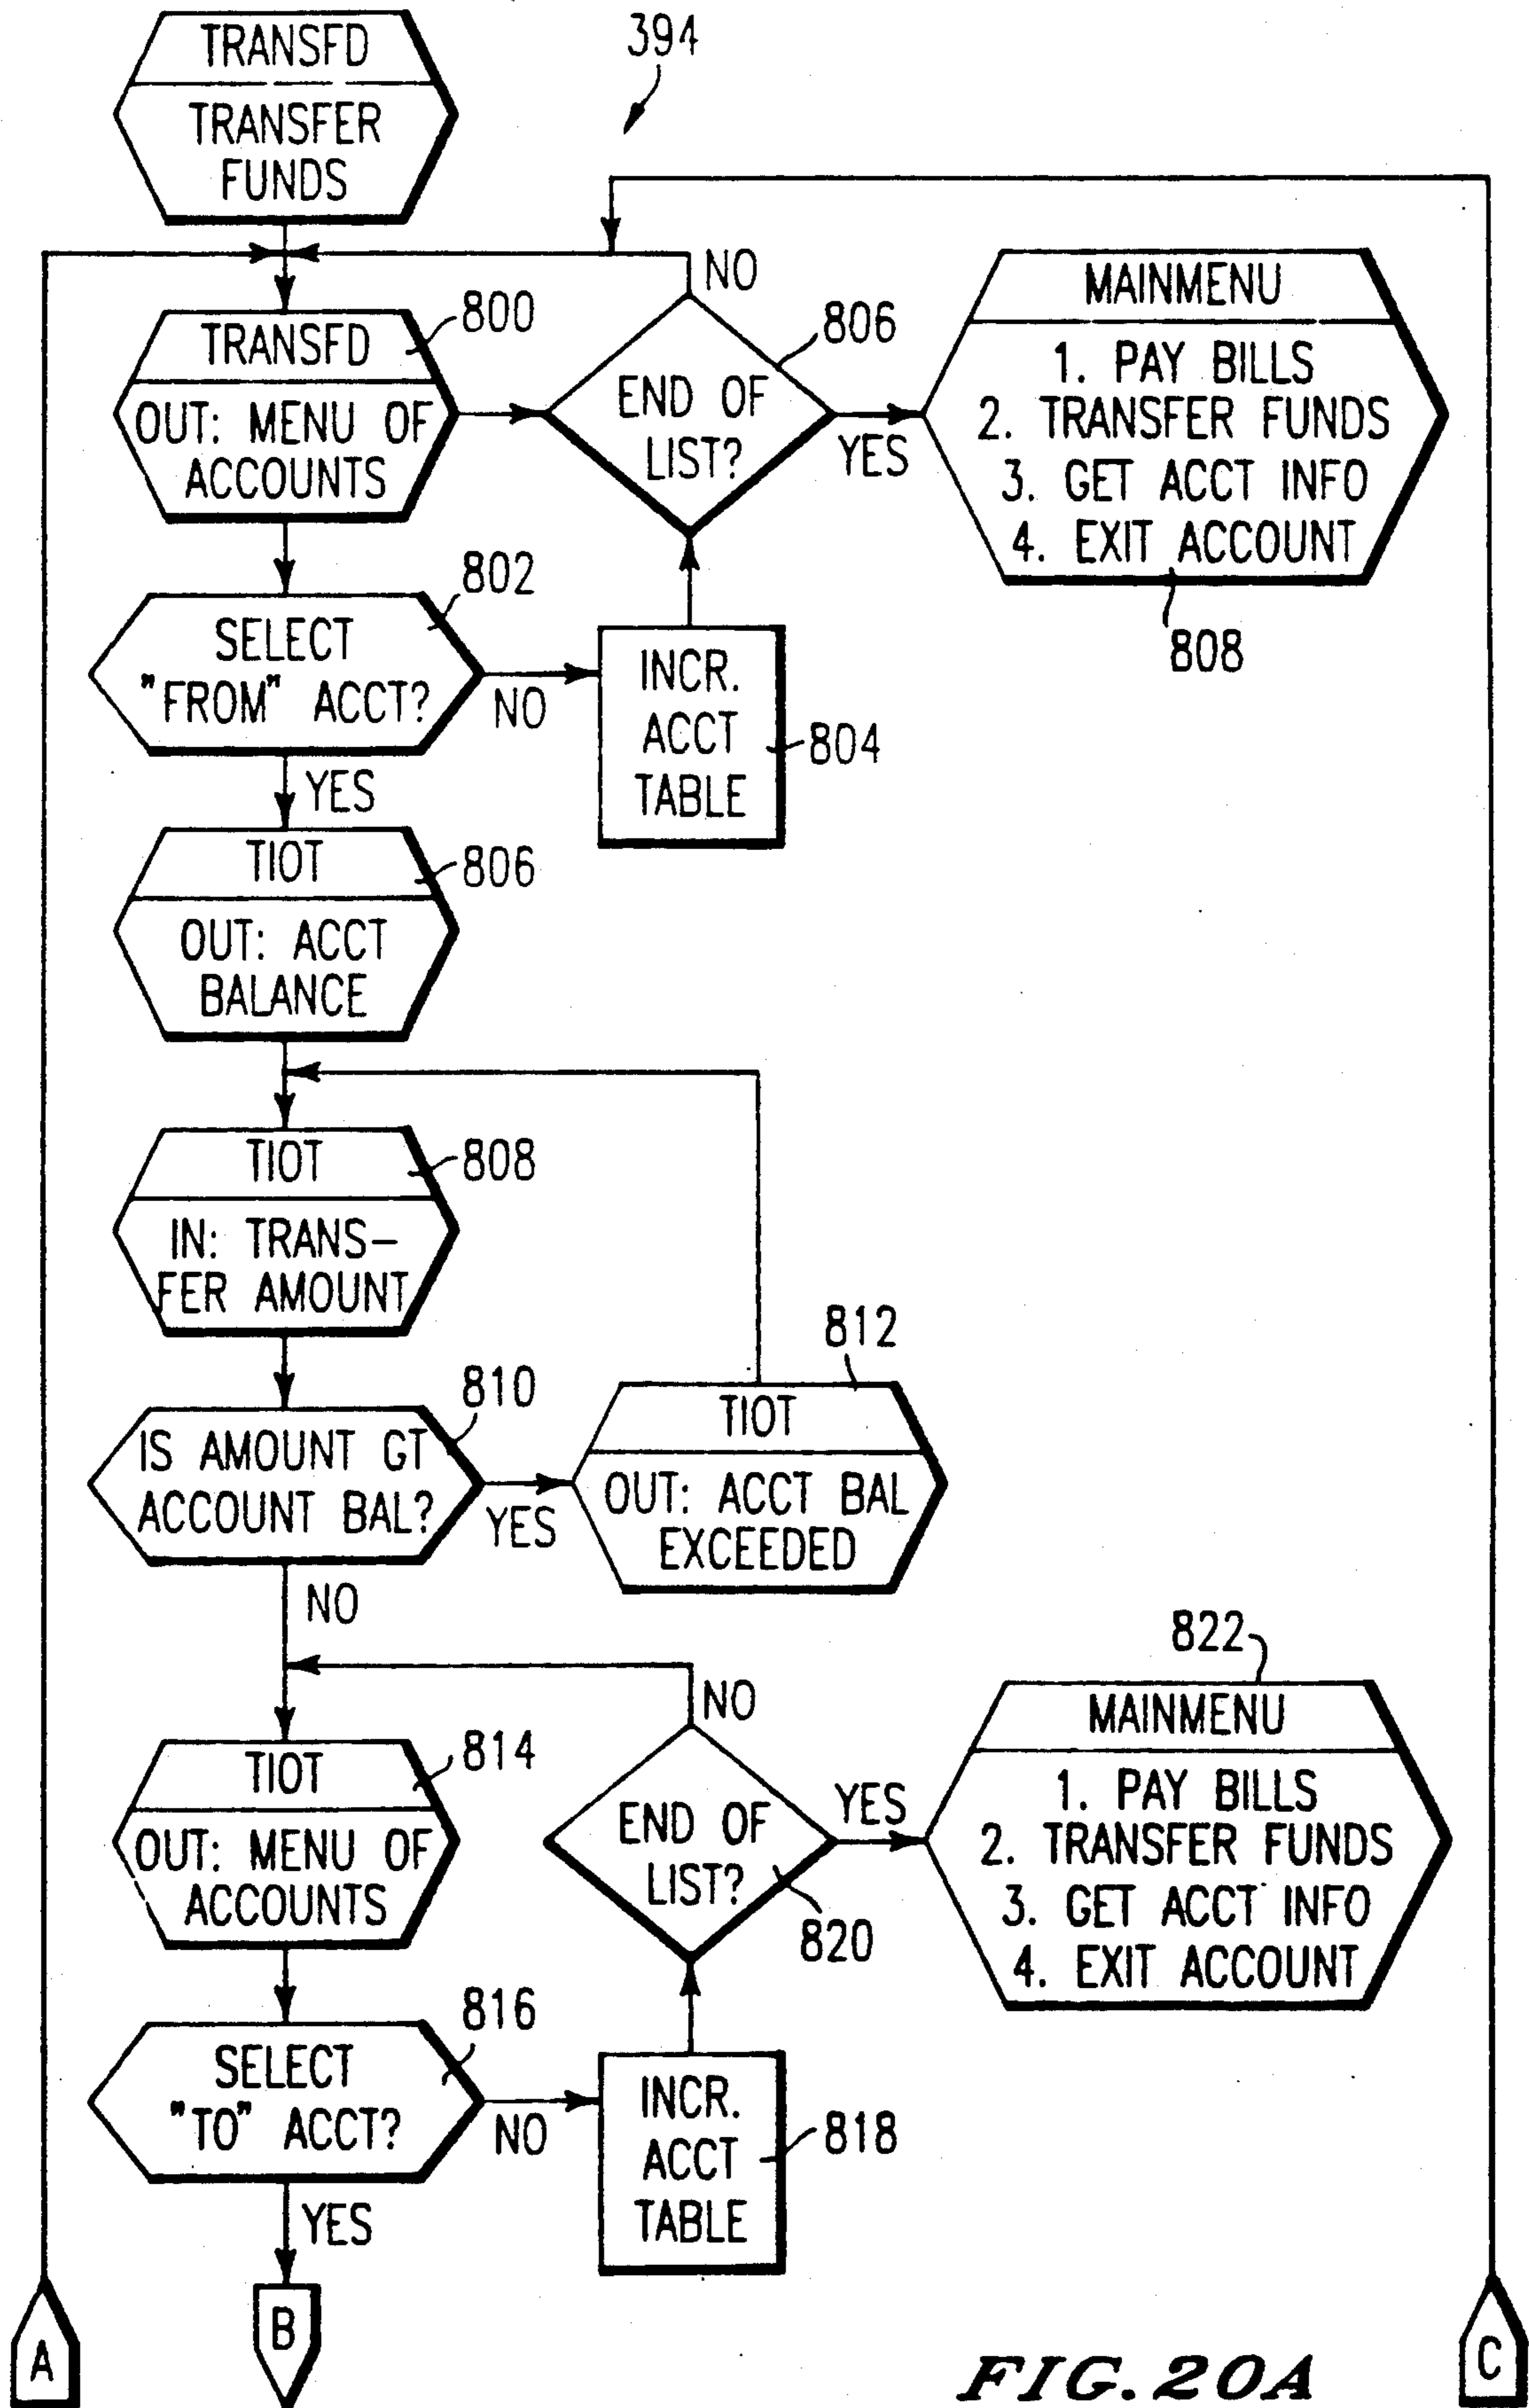 394
TRANSFD
TRANSFER
FUNDS
NO
800
TRANSFD
OUT: MENU OF
ACCOUNTS
806
END OF
LIST?
YES
MAINMENU
1. PAY BILLS
2. TRANSFER FUNDS
3. GET ACCT INFO
4. EXIT ACCOUNT
808
802
SELECT
"FROM" ACCT?
NO
INCR.
ACCT
TABLE
804
YES
TIOT
806
OUT: ACCT
BALANCE
TIOT
808
IN: TRANS-
FER AMOUNT
810
IS AMOUNT GT
ACCOUNT BAL?
YES
812
TIOT
OUT: ACCT BAL
EXCEEDED
NO
NO
814
TIOT
OUT: MENU OF
ACCOUNTS
END OF
LIST?
820
YES
822
MAINMENU
1. PAY BILLS
2. TRANSFER FUNDS
3. GET ACCT INFO
4. EXIT ACCOUNT
816
SELECT
"TO" ACCT?
NO
INCR.
ACCT
TABLE
818
YES
A
B
C
FIG. 20A